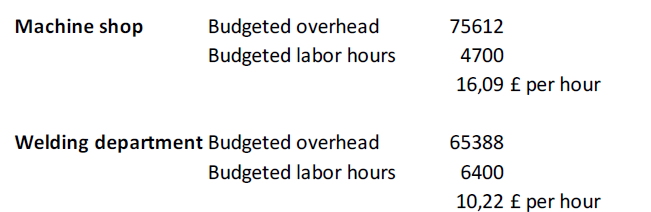 Machine shop Budgeted overhead 75612
Budgeted labor hours 4700
16,09 £ per hour
Welding department Budgeted overhead 65388
Budgeted labor hours 6400
10,22 £ per hour